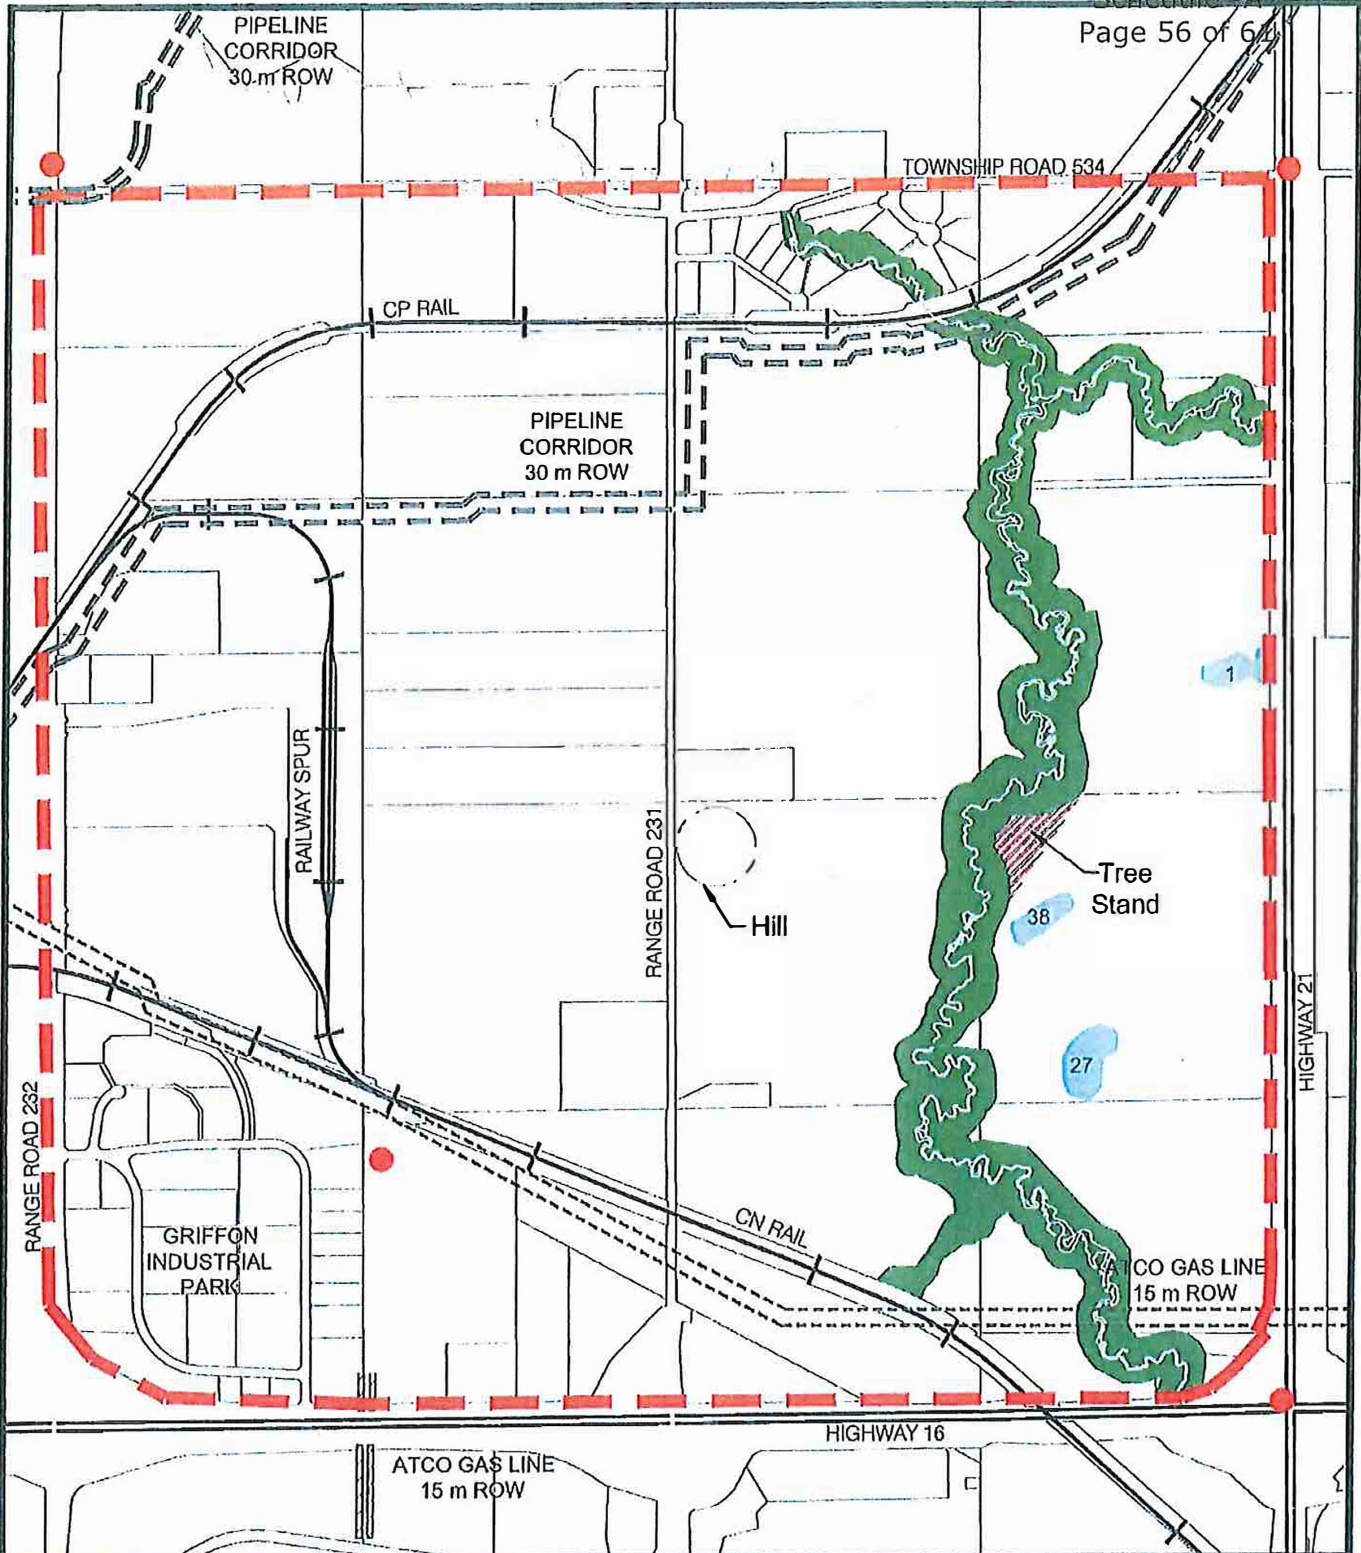 Page 56 of 61
PIPELINE
CORRIDOR
30 m ROW
TOWNSHIP ROAD 534
CP RAIL
PIPELINE
CORRIDOR
30 m ROW
1
RAILWAY SPUR
RANGE ROAD 231
Tree
Stand
38
Hill
HIGHWAY 21
27
RANGE ROAD 232
GRIFFON
INDUSTRIAL
PARK
CN RAIL
ATCO GAS LINE
15 m ROW
HIGHWAY 16
ATCO GAS LINE
15 m ROW